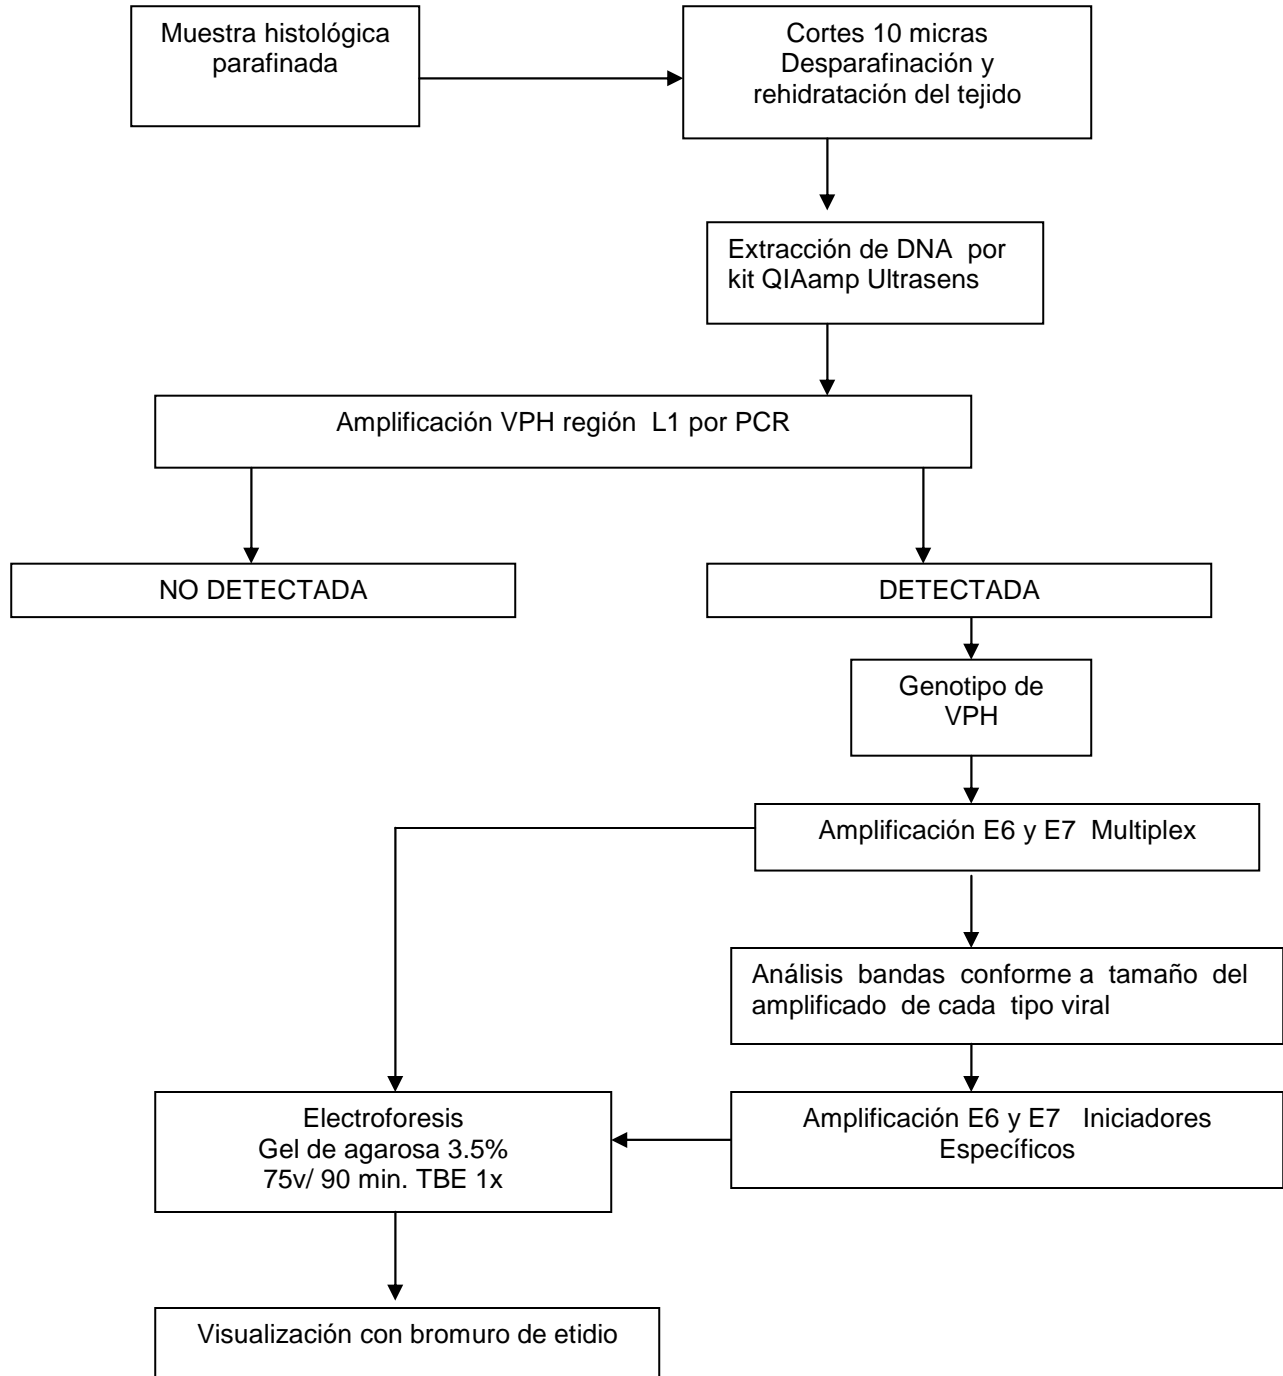 Muestra histológica
parafinada
Cortes 10 micras
Desparafinación y
rehidratación del tejido
Extracción de DNA por
kit QIAamp Ultrasens
Amplificación VPH región L1 por PCR
NO DETECTADA
DETECTADA
Genotipo de
VPH
Amplificación E6 y E7 Multiplex
Análisis bandas conforme a tamaño del
amplificado de cada tipo viral
Electroforesis
Gel de agarosa 3.5%
75v/ 90 min. TBE 1x
Amplificación E6 y E7 Iniciadores
Específicos
Visualización con bromuro de etidio